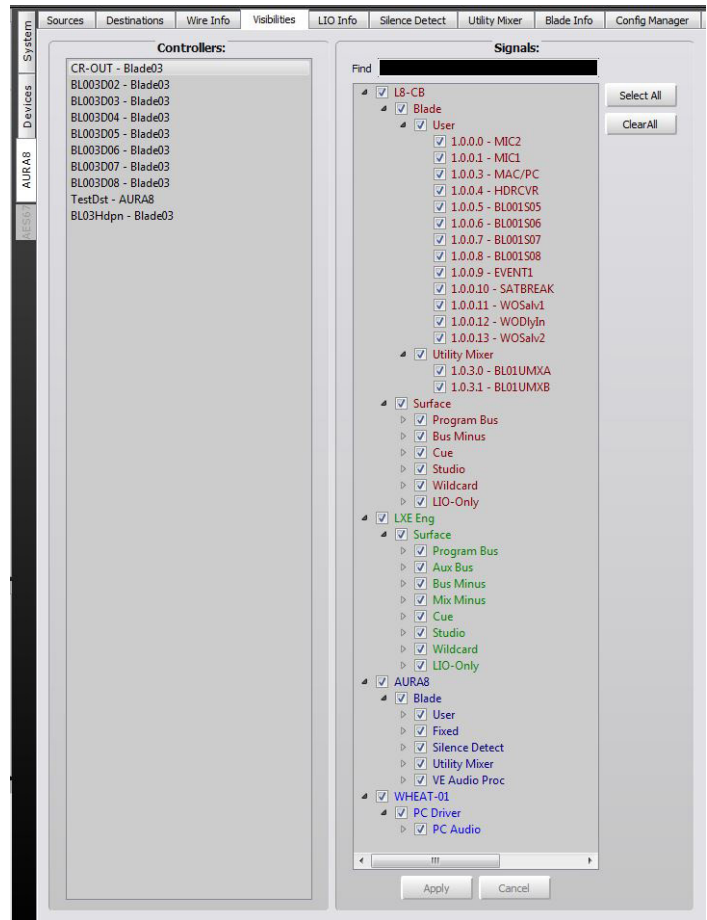 Sources Destinations Wire Info Visibilities LIO Info Silence Detect Utility Mixer Blade Info Config Manager
System
Devices
AURA8
AES67
Controllers:
CR-OUT - Blade03
BL003D02 - Blade03
BL003D03 - Blade03
BL003D04 - Blade03
BL003D05 - Blade03
BL003D06 - Blade03
BL003D07 - Blade03
BL003D08 - Blade03
TestDst - AURA8
BL03Hdpn - Blade03
Signals:
Find
Select All
ClearAll
L8-CB
Blade
User
1.0.0.0 - MIC2
1.0.0.1 - MIC1
1.0.0.3 - MAC/PC
1.0.0.4 - HDRCVR
1.0.0.5 - BL001S05
1.0.0.6 - BL001S06
1.0.0.7 - BL001S07
1.0.0.8 - BL001S08
1.0.0.9 - EVENT1
1.0.0.10 - SATBREAK
1.0.0.11 - WOSalv1
1.0.0.12 - WODlyIn
1.0.0.13 - WOSalv2
Utility Mixer
1.0.3.0 - BL01UMXA
1.0.3.1 - BL01UMXB
Surface
Program Bus
Bus Minus
Cue
Studio
Wildcard
LIO-Only
LXE Eng
Surface
Program Bus
Aux Bus
Bus Minus
Mix Minus
Cue
Studio
Wildcard
LIO-Only
AURA8
Blade
User
Fixed
Silence Detect
Utility Mixer
VE Audio Proc
WHEAT-01
PC Driver
PC Audio
Apply Cancel